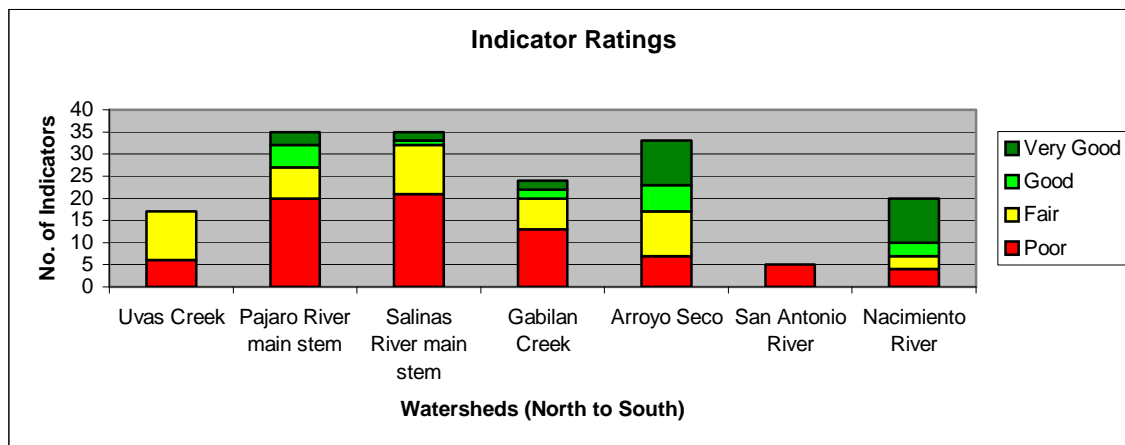 Indicator Ratings
No. of Indicators
40
35
30
25
20
15
10
5
0
Uvas Creek
Pajaro River
main stem
Salinas
River main
stem
Gabilan
Creek
Arroyo Seco
San Antonio
River
Nacimiento
River
Watersheds (North to South)
Very Good
Good
Fair
Poor